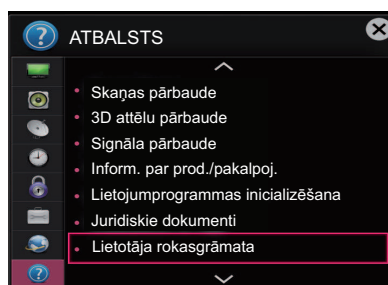 ATBALSTS
Skaņas pārbaude
3D attēlu pārbaude
Signāla pārbaude
Inform. par prod./pakalpoj.
Lietojumprogrammas inicializēšana
Juridiskie dokumenti
Lietotāja rokasgrāmata